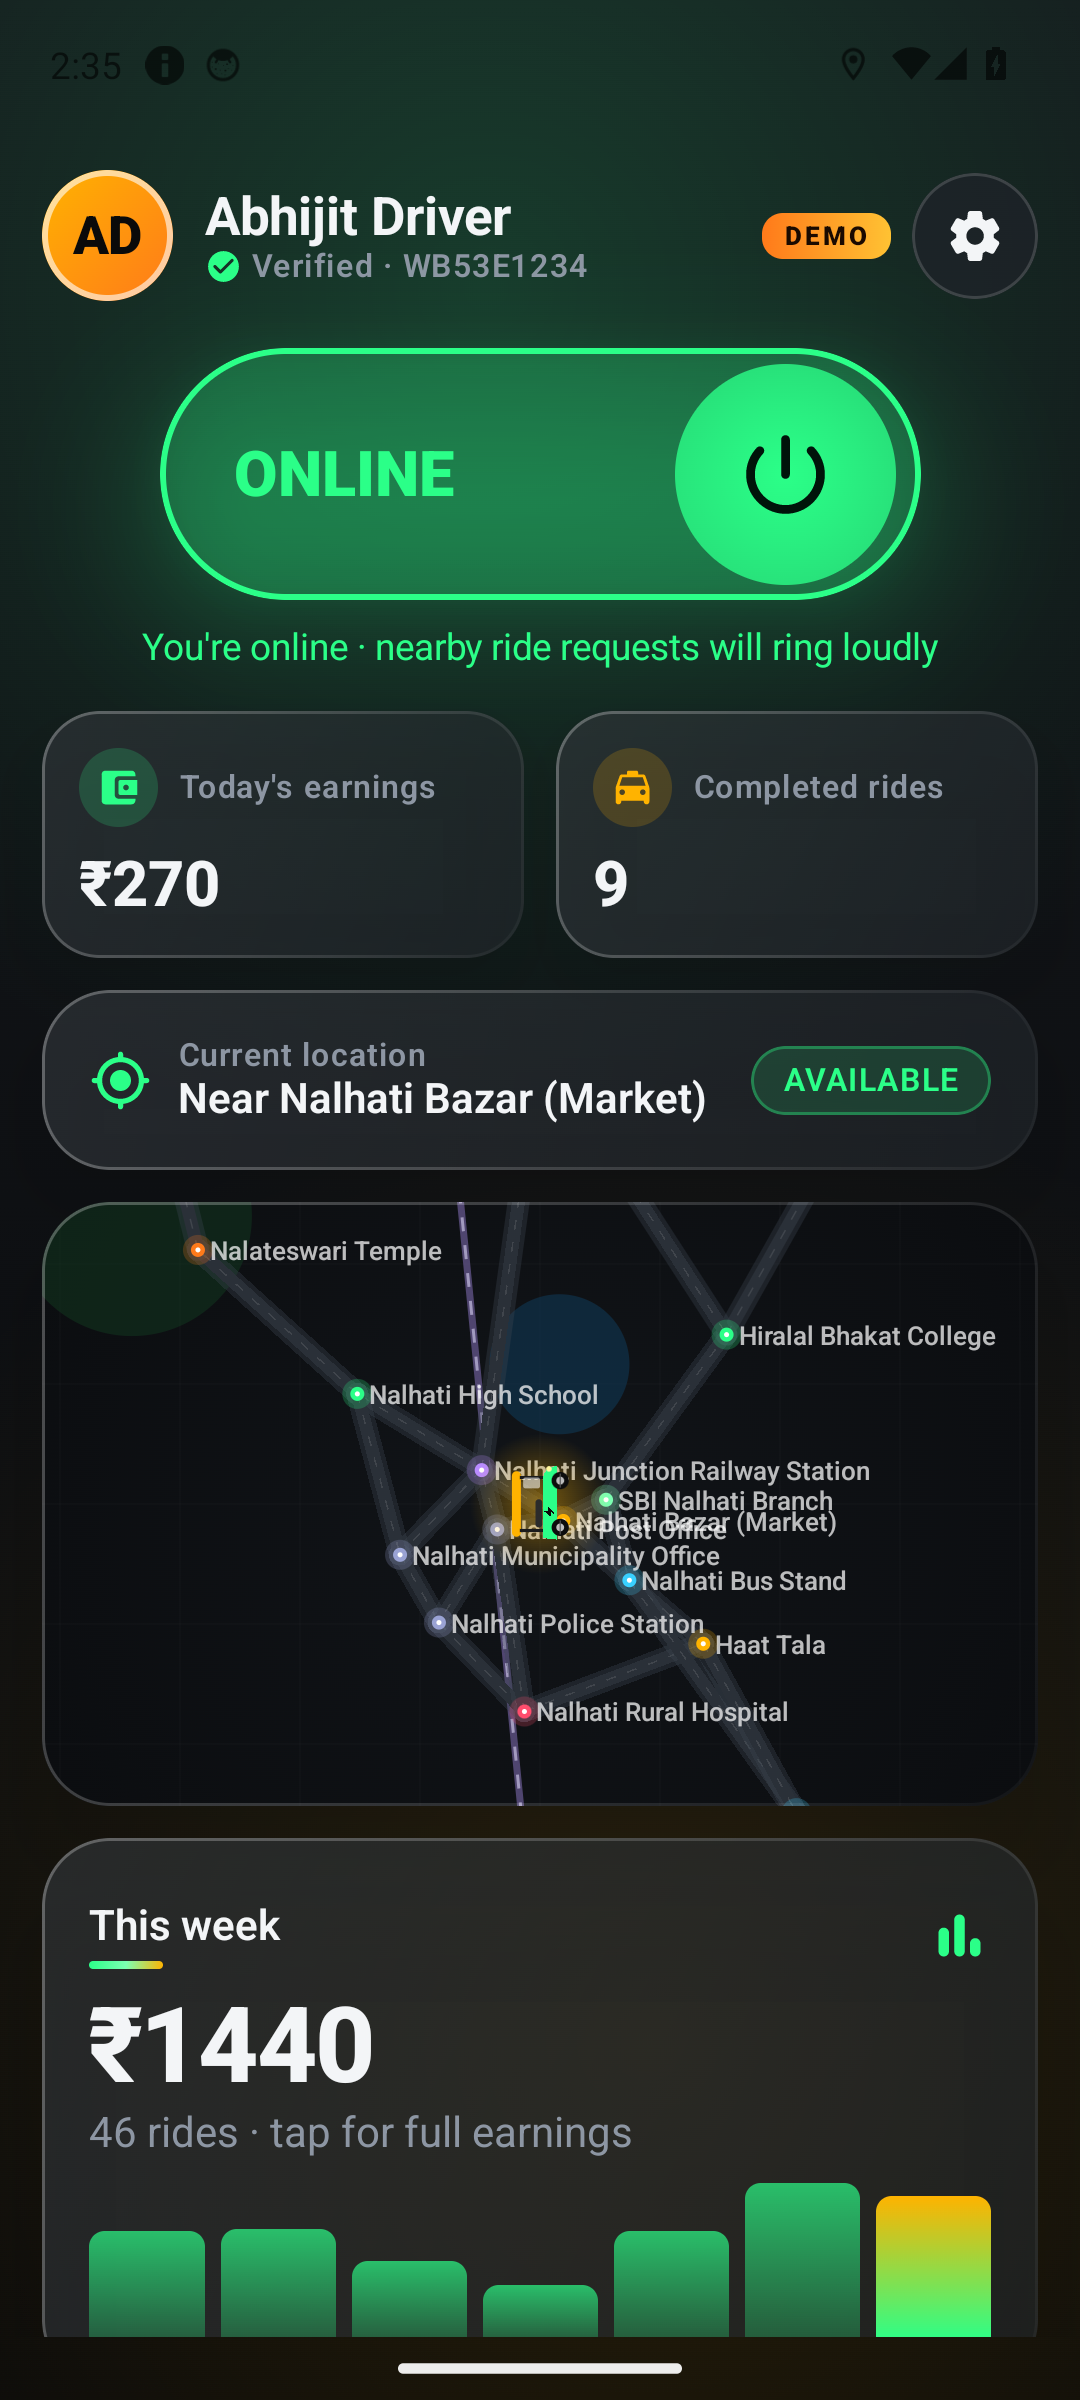 2:35
AD
Abhijit Driver
Verified · WB53E1234
DEMO
ONLINE
You're online · nearby ride requests will ring loudly
Today's earnings
₹270
Completed rides
9
Current location
Near Nalhati Bazar (Market)
AVAILABLE
Nalateswari Temple
Hiralal Bhakat College
Nalhati High School
Nalhati Junction Railway Station
SBI Nalhati Branch
Nalhati Bazar (Market)
Nalhati Post Office
Nalhati Municipality Office
Nalhati Bus Stand
Nalhati Police Station
Haat Tala
Nalhati Rural Hospital
This week
₹1440
46 rides · tap for full earnings